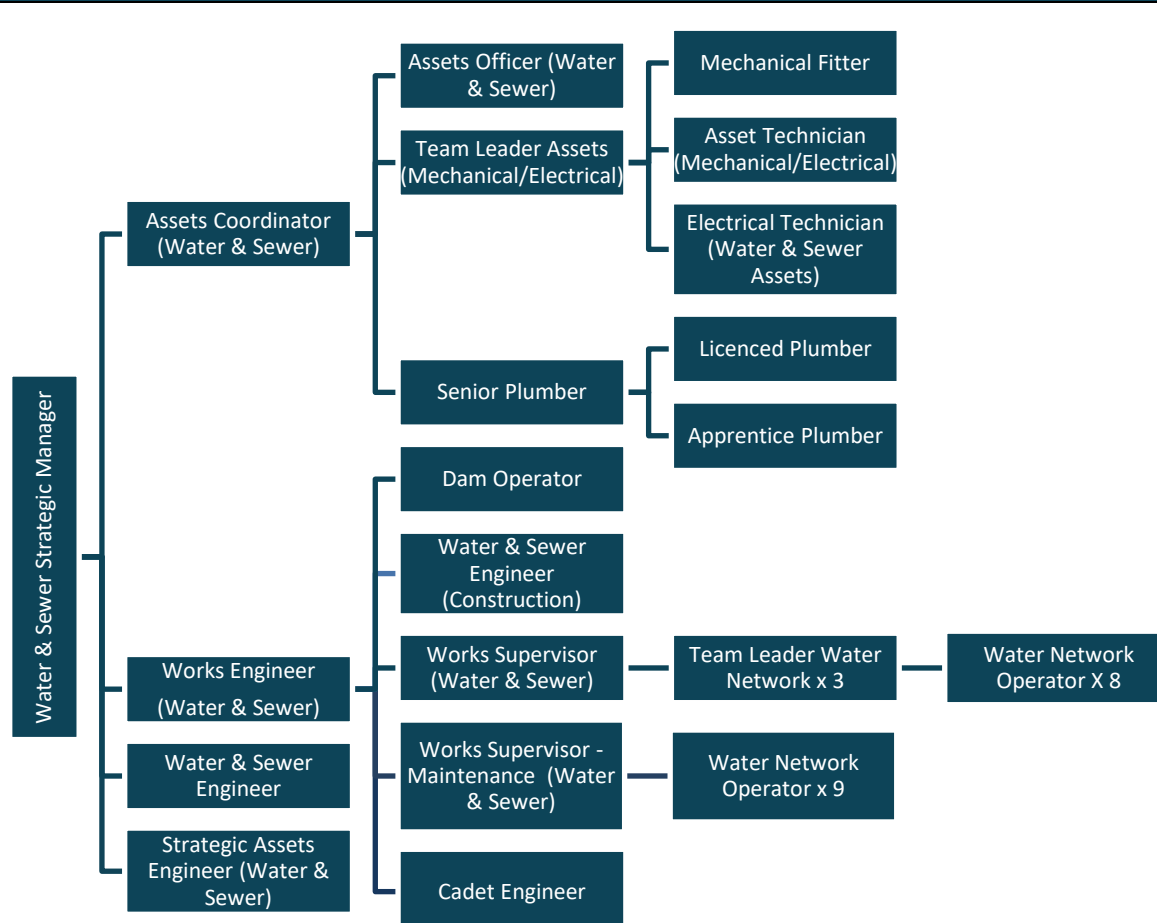 Water & Sewer Strategic Manager
Assets Coordinator
(Water & Sewer)
Assets Officer (Water
& Sewer)
Team Leader Assets
(Mechanical/Electrical)
Mechanical Fitter
Asset Technician
(Mechanical/Electrical)
Electrical Technician
(Water & Sewer
Assets)
Senior Plumber
Licenced Plumber
Apprentice Plumber
Works Engineer
(Water & Sewer)
Dam Operator
Water & Sewer
Engineer
(Construction)
Works Supervisor
(Water & Sewer)
Team Leader Water
Network x 3
Water Network
Operator X 8
Works Supervisor -
Maintenance (Water
& Sewer)
Water Network
Operator x 9
Cadet Engineer
Water & Sewer
Engineer
Strategic Assets
Engineer (Water &
Sewer)